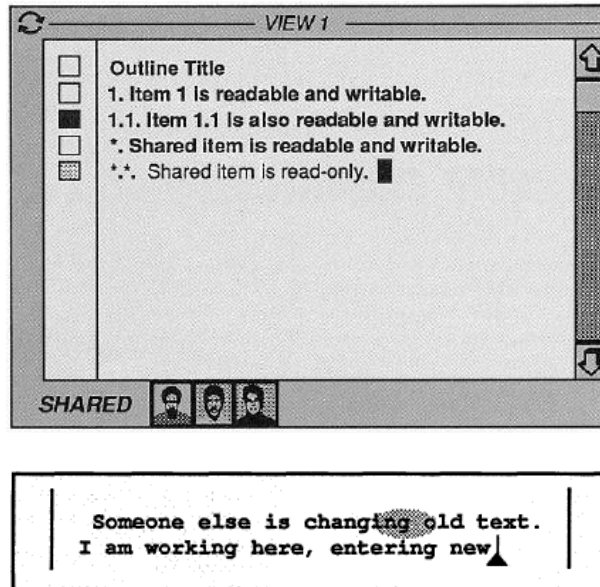 VIEW 1
Outline Title
1. Item 1 is readable and writable.
1.1. Item 1.1 is also readable and writable.
*. Shared item is readable and writable.
*.*. Shared item is read-only.
SHARED
Someone else is changing old text.
I am working here, entering new